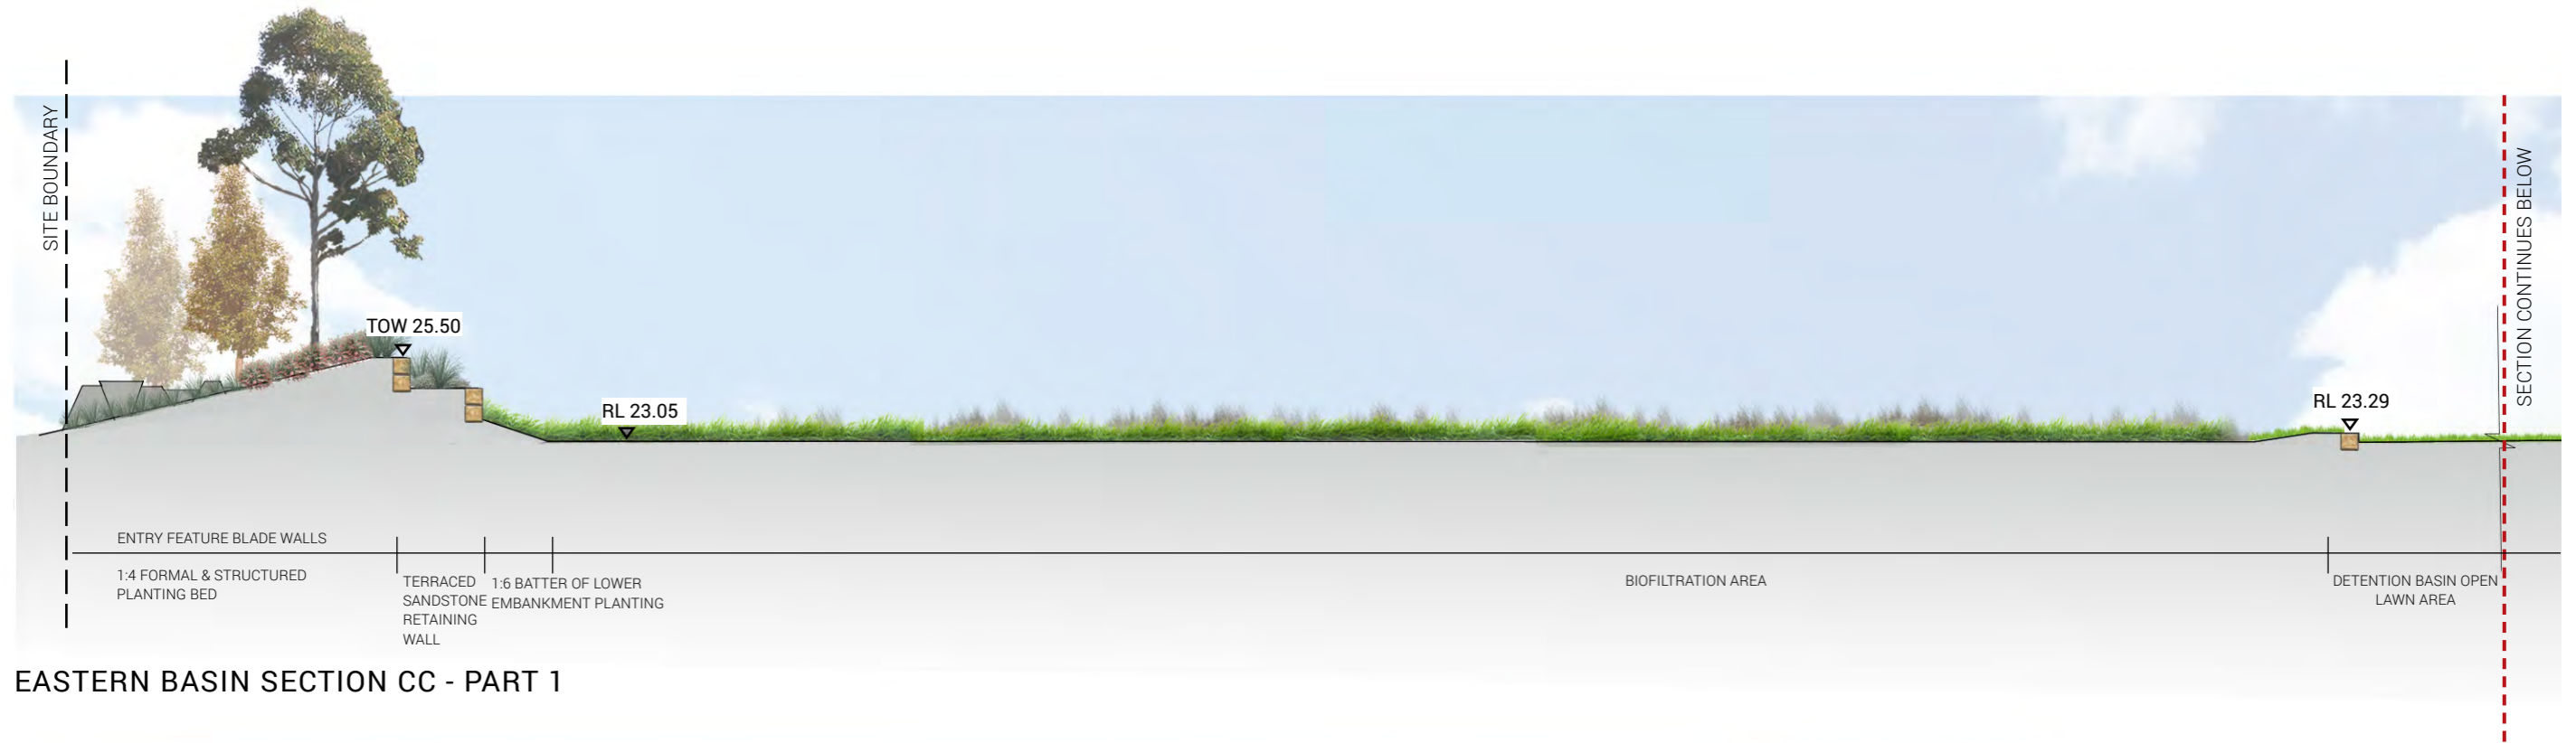 SITE BOUNDARY
TOW 25.50
RL 23.05
RL 23.29
SECTION CONTINUES BELOW
ENTRY FEATURE BLADE WALLS
1:4 FORMAL & STRUCTURED
PLANTING BED
TERRACED
SANDSTONE
RETAINING
WALL
1:6 BATTER OF LOWER
EMBANKMENT PLANTING
BIOFILTRATION AREA
DETENTION BASIN OPEN
LAWN AREA
EASTERN BASIN SECTION CC - PART 1